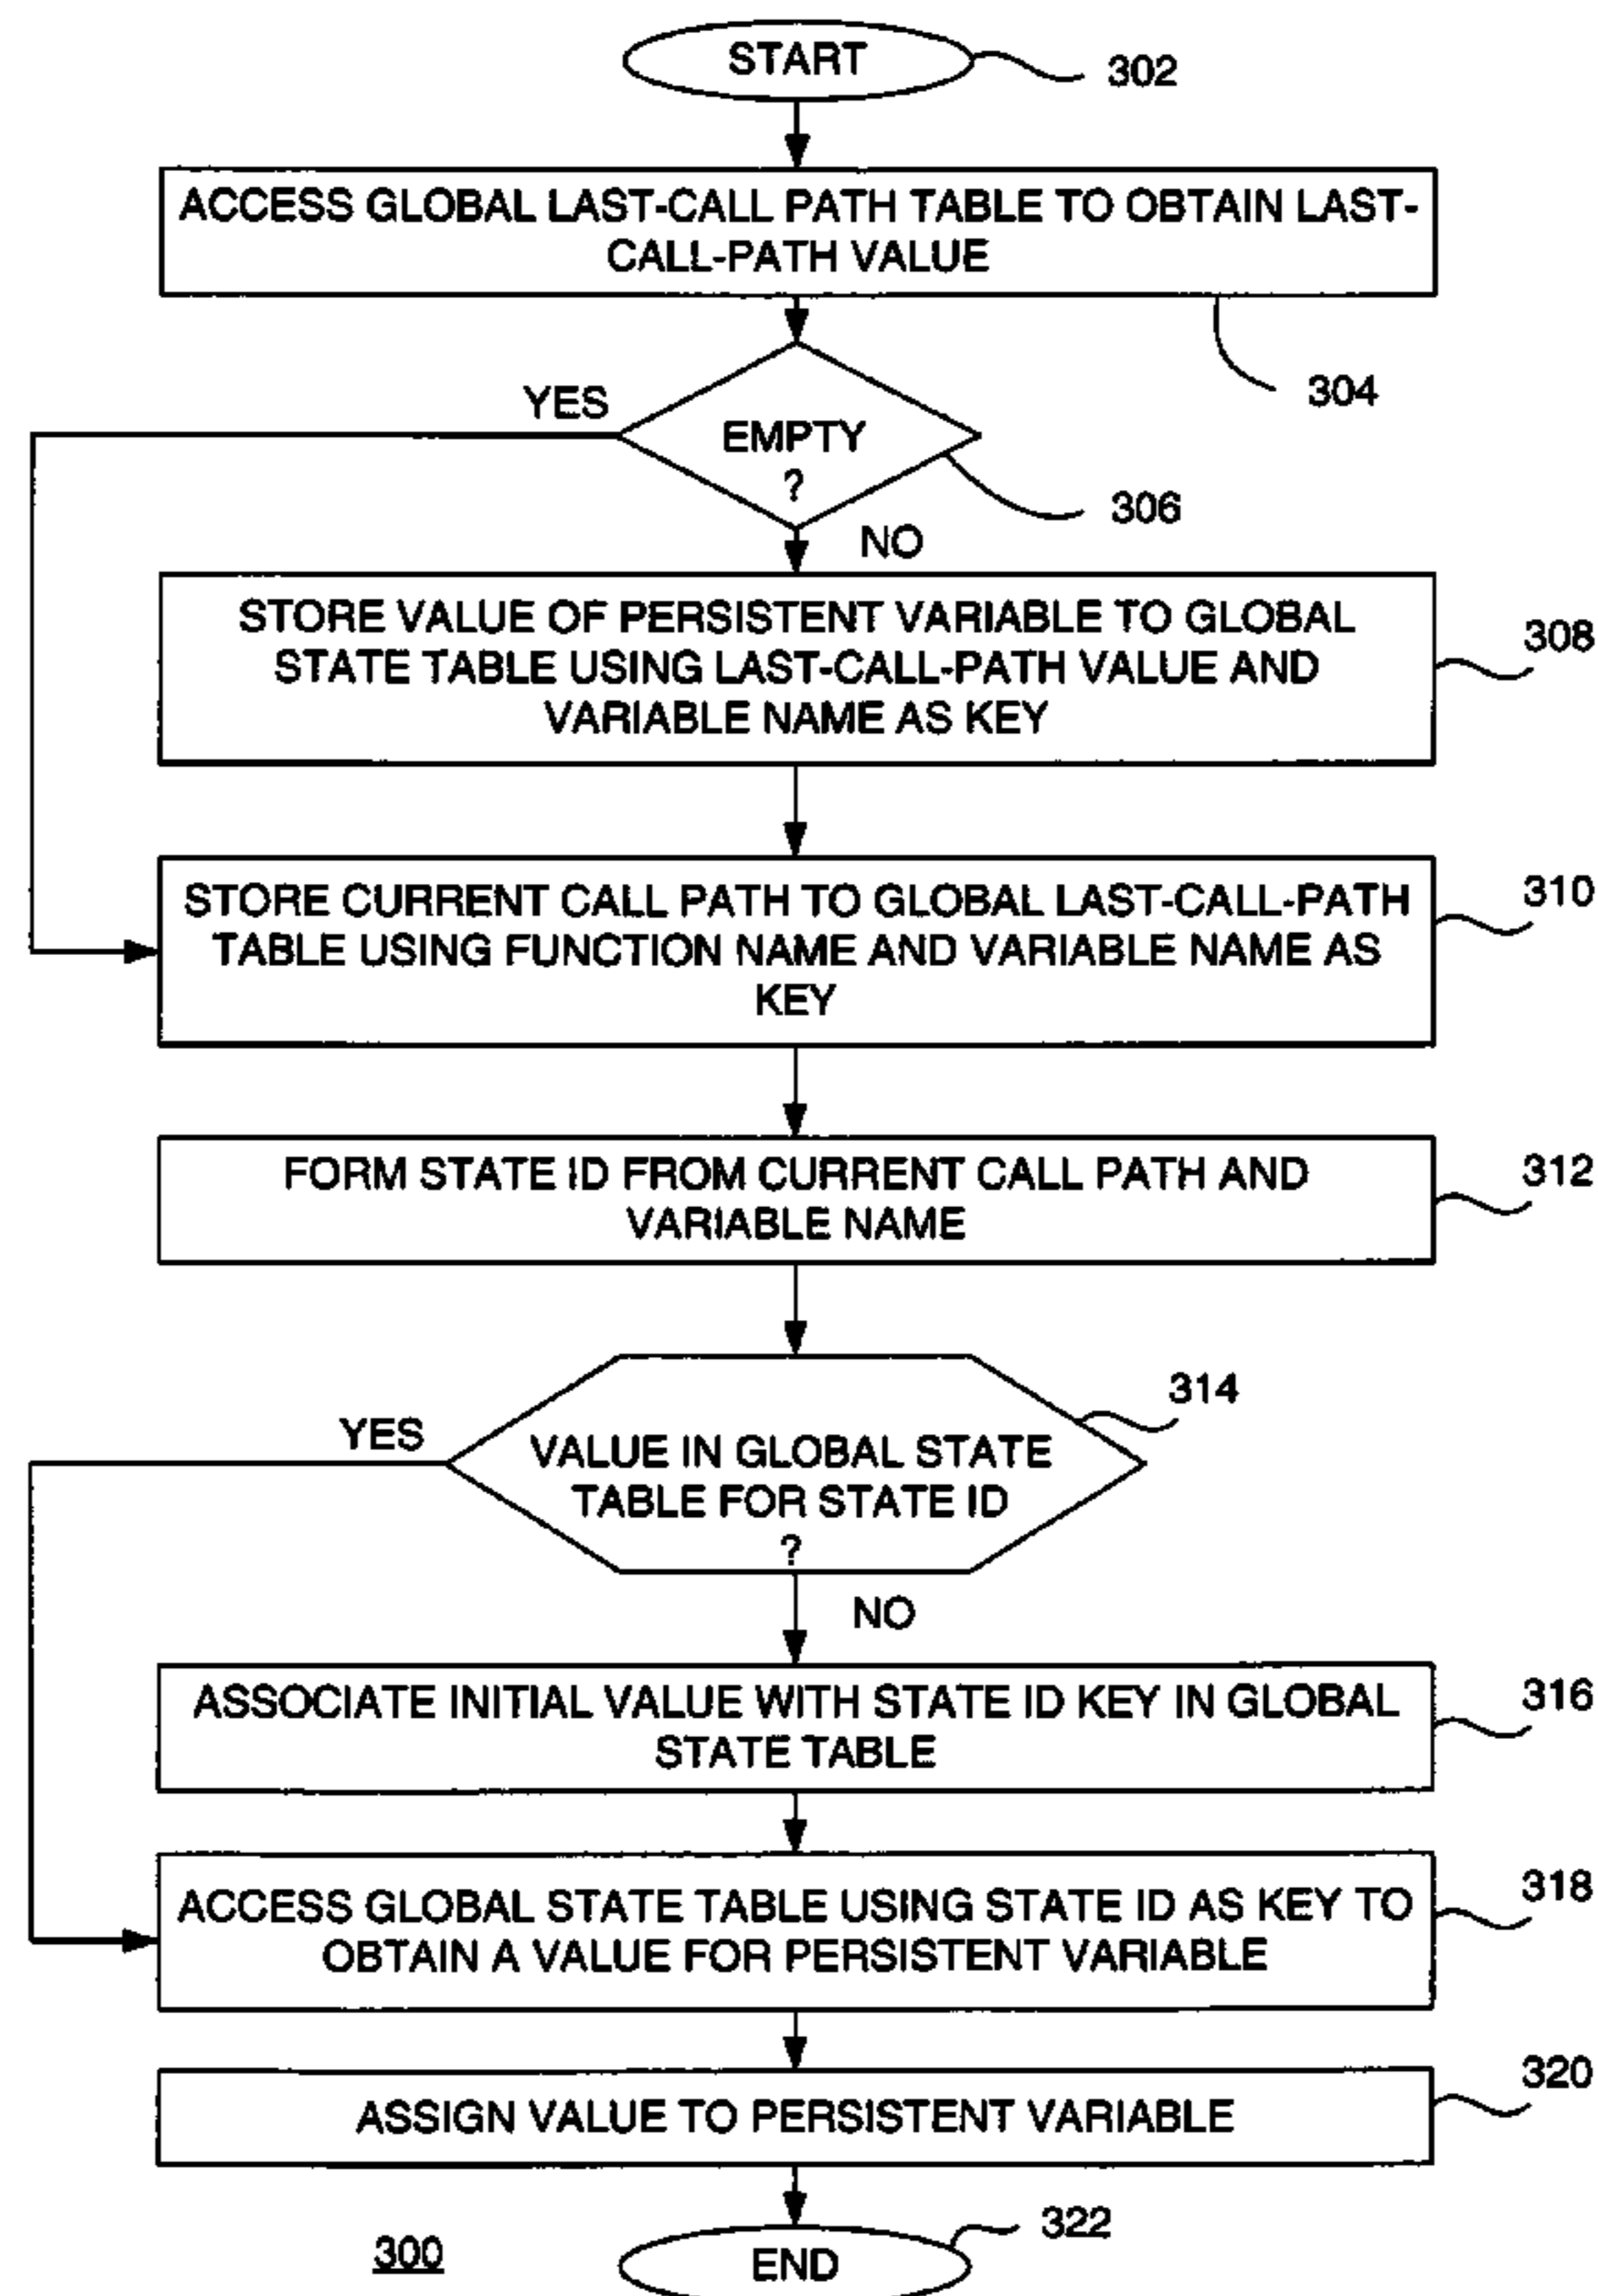 START
302
ACCESS GLOBAL LAST-CALL PATH TABLE TO OBTAIN LAST-
CALL-PATH VALUE
304
YES
EMPTY
?
306
NO
STORE VALUE OF PERSISTENT VARIABLE TO GLOBAL
STATE TABLE USING LAST-CALL-PATH VALUE AND
VARIABLE NAME AS KEY
308
STORE CURRENT CALL PATH TO GLOBAL LAST-CALL-PATH
TABLE USING FUNCTION NAME AND VARIABLE NAME AS
KEY
310
FORM STATE ID FROM CURRENT CALL PATH AND
VARIABLE NAME
312
314
YES
VALUE IN GLOBAL STATE
TABLE FOR STATE ID
?
NO
ASSOCIATE INITIAL VALUE WITH STATE ID KEY IN GLOBAL
STATE TABLE
316
ACCESS GLOBAL STATE TABLE USING STATE ID AS KEY TO
OBTAIN A VALUE FOR PERSISTENT VARIABLE
318
ASSIGN VALUE TO PERSISTENT VARIABLE
320
300
END
322